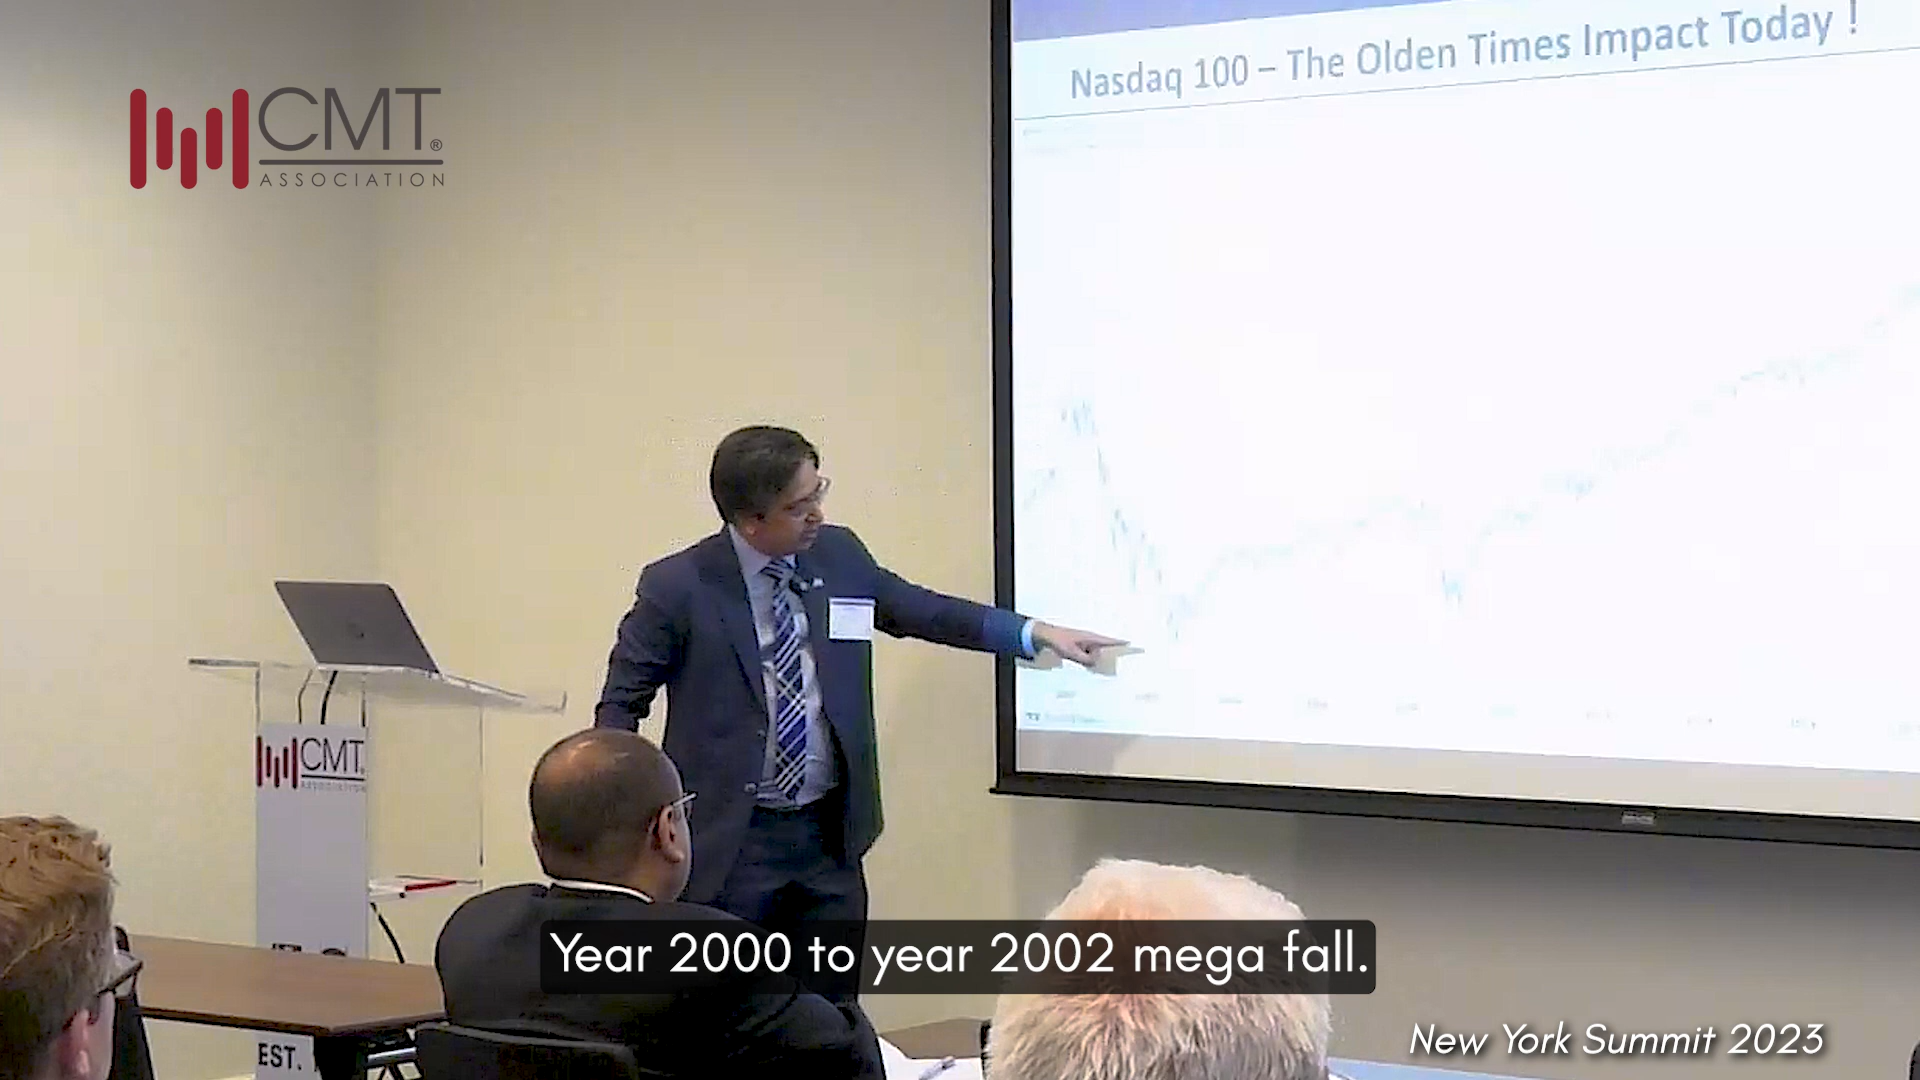 CMT®
ASSOCIATION
Nasdaq 100 – The Olden Times Impact Today !
CMT
ASSOCIATION
EST.
Year 2000 to year 2002 mega fall.
New York Summit 2023